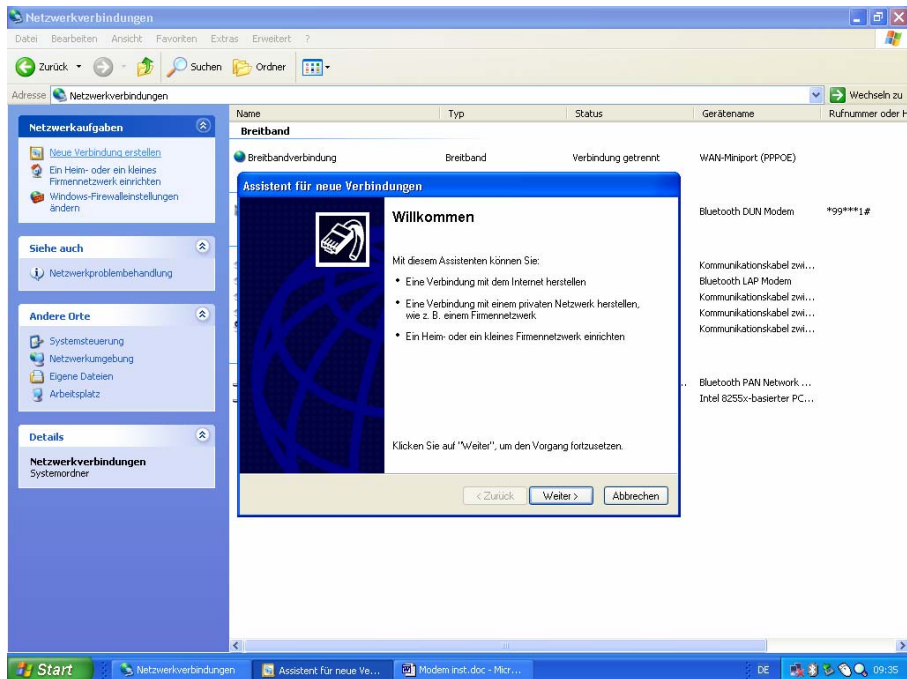 Netzwerkverbindungen
Datei Bearbeiten Ansicht Favoriten Extras Erweitert ?
Zurück Suchen Ordner
Adresse Netzwerkverbindungen Wechseln zu
Name Typ Status Gerätename Rufnummer oder H
Netzwerkaufgaben
Neue Verbindung erstellen
Ein Heim- oder ein kleines
Firmennetzwerk einrichten
Windows-Firewalleinstellungen
ändern
Siehe auch
Netzwerkproblembehandlung
Andere Orte
Systemsteuerung
Netzwerkumgebung
Eigene Dateien
Arbeitsplatz
Details
Netzwerkverbindungen
Systemordner
Breitband
Breitbandverbindung Breitband Verbindung getrennt WAN-Miniport (PPPOE)
Bluetooth DUN Modem *99***1#
Kommunikationskabel zwi...
Bluetooth LAP Modem
Kommunikationskabel zwi...
Kommunikationskabel zwi...
Kommunikationskabel zwi...
Bluetooth PAN Network ...
Intel 8255x-basierter PC...
Assistent für neue Verbindungen
Willkommen
Mit diesem Assistenten können Sie:
• Eine Verbindung mit dem Internet herstellen
• Eine Verbindung mit einem privaten Netzwerk herstellen,
wie z. B. einem Firmennetzwerk
• Ein Heim- oder ein kleines Firmennetzwerk einrichten
Klicken Sie auf "Weiter", um den Vorgang fortzusetzen.
< Zurück Weiter > Abbrechen
Start Netzwerkverbindungen Assistent für neue Ve... Modem inst.doc - Micr... DE 09:35